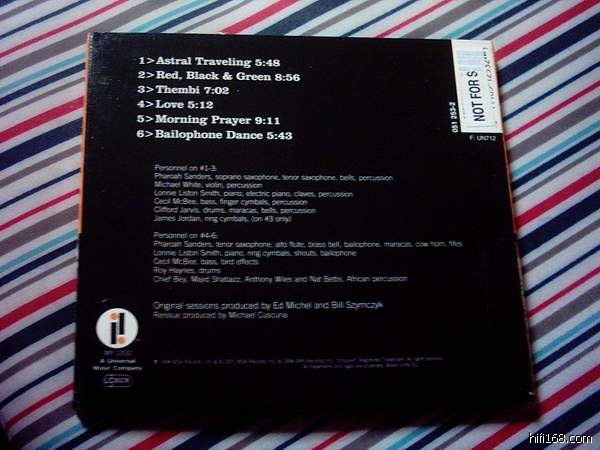 1>Astral Traveling 5:48
2>Red, Black & Green 8:56
3>Thembi 7:02
4>Love 5:12
5>Morning Prayer 9:11
6>Bailophone Dance 5:43
NOT FOR S
051 253-2
F: UN712
Personnel on #1-3:
Pharoah Sanders, soprano saxophone, tenor saxophone, bells, percussion
Michael White, violin, percussion
Lonnie Liston Smith, piano, electric piano, claves, percussion
Cecil McBee, bass, finger cymbals, percussion
Clifford Jarvis, drums, maracas, bells, percussion
James Jordan, ring cymbals, (on #3 only)
Personnel on #4-6:
Pharoah Sanders, tenor saxophone, alto flute, brass bell, bailophone, maracas, cow horn, fifes
Lonnie Liston Smith, piano, ring cymbals, shouts, bailophone
Cecil McBee, bass, bird effects
Roy Haynes, drums
Chief Bey, Majid Shabazz, Anthony Wiles and Nat Bettis, African percussion
Original sessions produced by Ed Michel and Bill Szymczyk
Reissue produced by Michael Cuscuna
A Universal
Music Company
hifi168.com